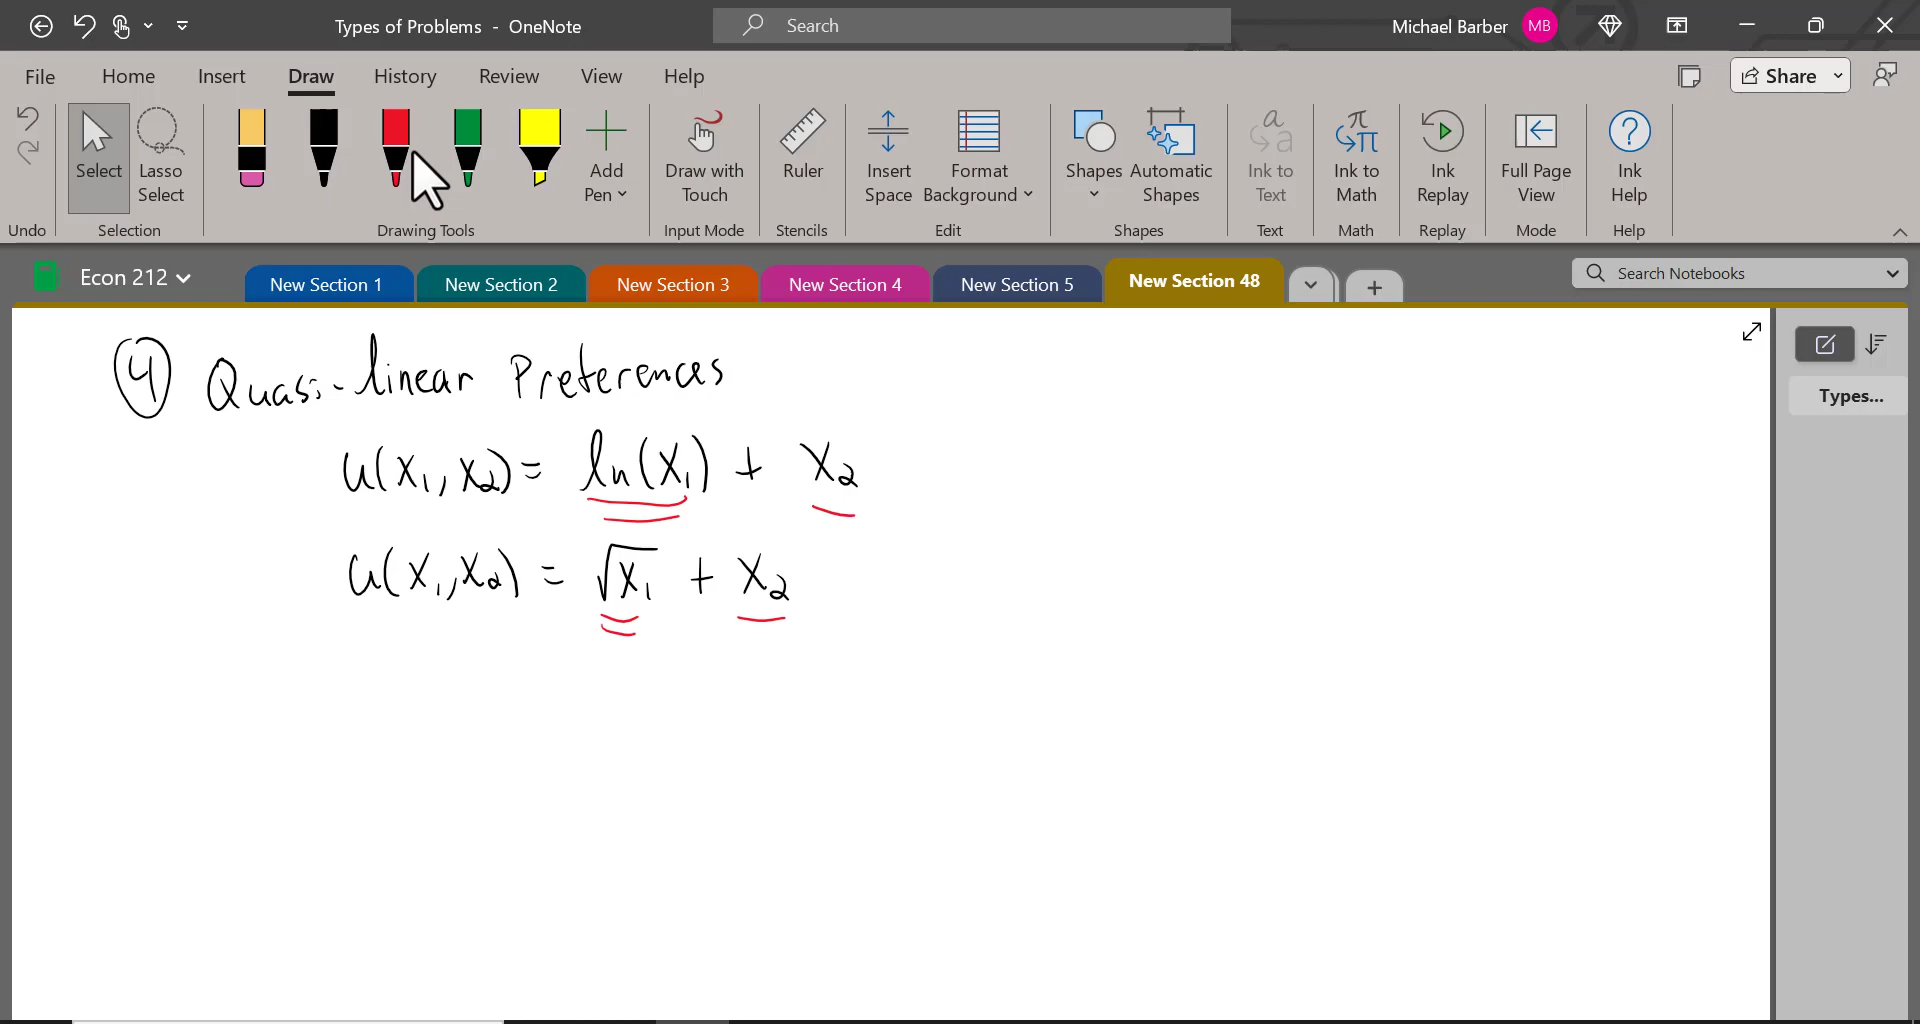 Types of Problems - OneNote
Search
Michael Barber
MB
File Home Insert Draw History Review View Help
Share
Select
Lasso Select
Add Pen
Draw with Touch
Ruler
Insert Space
Format Background
Shapes
Automatic Shapes
Ink to Text
Ink to Math
Ink Replay
Full Page View
Ink Help
Undo Selection Drawing Tools Input Mode Stencils Edit Shapes Text Math Replay Mode Help
Econ 212
New Section 1 New Section 2 New Section 3 New Section 4 New Section 5 New Section 48
Search Notebooks
Types...
④ Quasi-linear Preferences
u(x₁, x₂) = ln(x₁) + x₂
u(x₁, x₂) = √x₁ + x₂